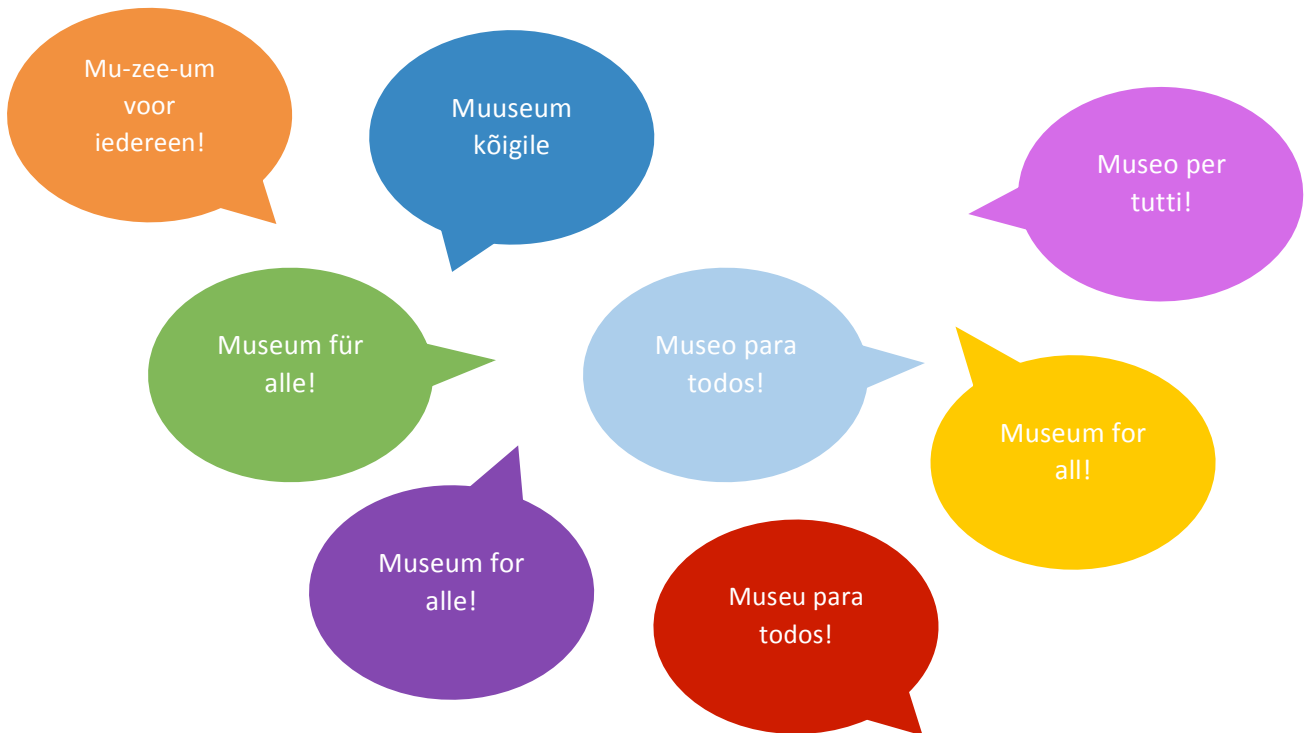 Mu-zee-um
voor
iedereen!
Muuseum
kõigile
Museo per
tutti!
Museum für
alle!
Museo para
todos!
Museum for
all!
Museum for
alle!
Museu para
todos!